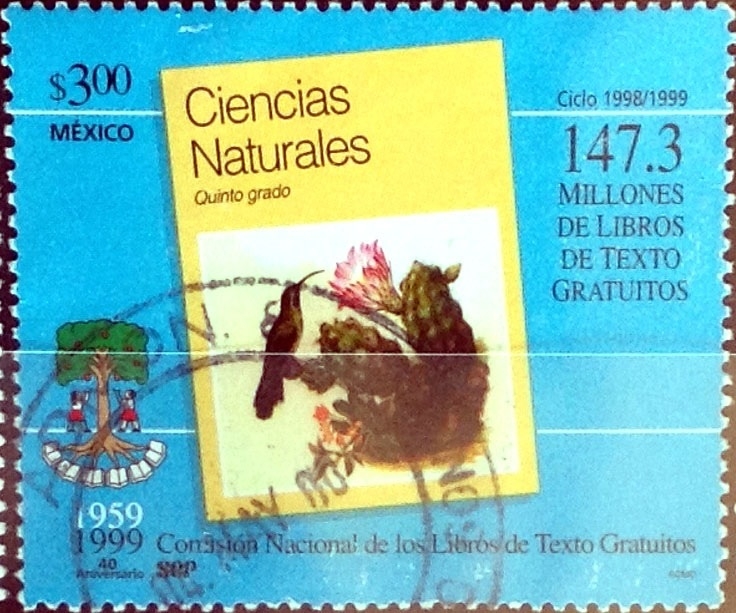 $3.00
MÉXICO
Ciencias
Naturales
Quinto grado
Ciclo 1998/1999
147.3
MILLONES
DE LIBROS
DE TEXTO
GRATUITOS
1959
1999
40
Aniversario
Comisión Nacional de los Libros de Texto Gratuitos
SEP